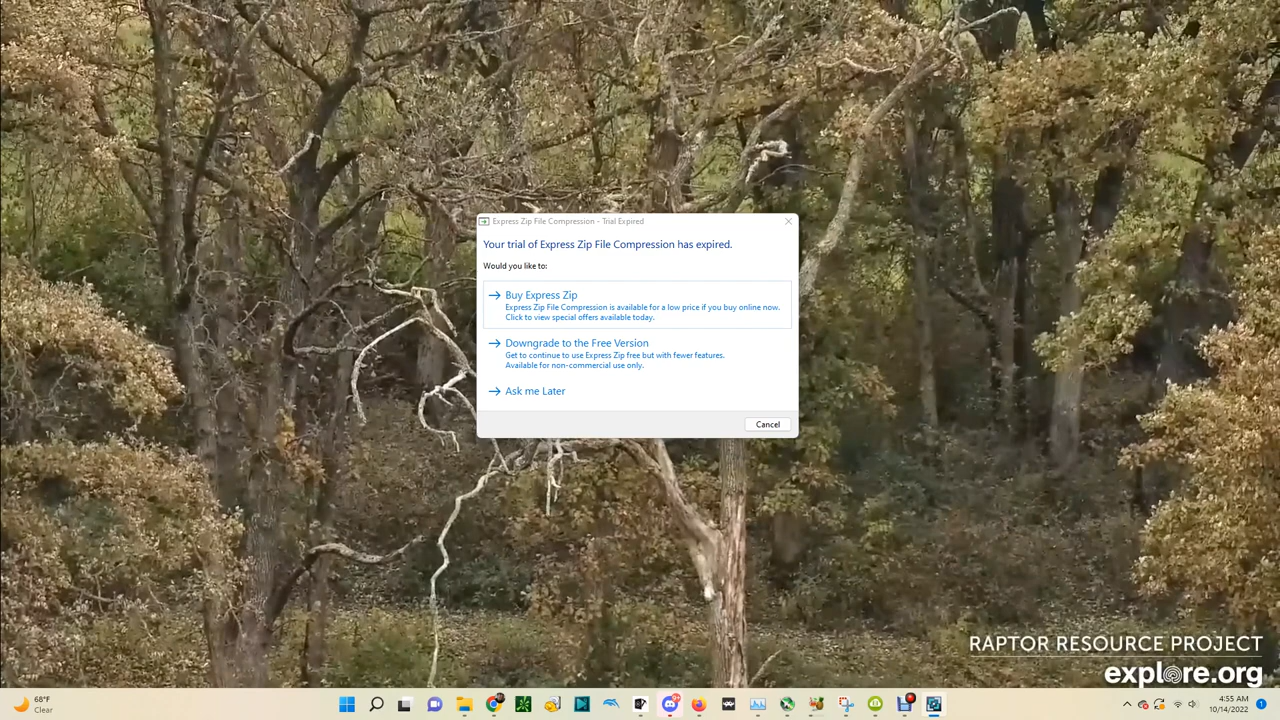 Express Zip File Compression - Trial Expired
Your trial of Express Zip File Compression has expired.
Would you like to:
Buy Express Zip
Express Zip File Compression is available for a low price if you buy online now.
Click to view special offers available today.
Downgrade to the Free Version
Get to continue to use Express Zip free but with fewer features.
Available for non-commercial use only.
Ask me Later
Cancel
RAPTOR RESOURCE PROJECT
explore.org
68°F
Clear
4:55 AM
10/14/2022